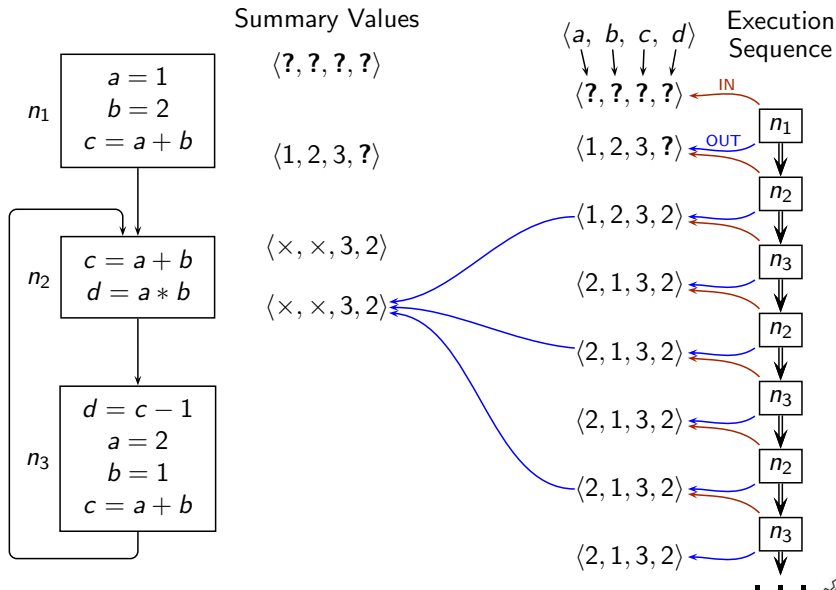 Summary Values
Execution
Sequence
⟨a, b, c, d⟩
n1
a = 1
b = 2
c = a + b
⟨?, ?, ?, ?⟩
⟨?, ?, ?, ?⟩
IN
n1
⟨1, 2, 3, ?⟩
⟨1, 2, 3, ?⟩
OUT
n2
⟨1, 2, 3, 2⟩
n3
n2
c = a + b
d = a ∗ b
⟨×, ×, 3, 2⟩
⟨×, ×, 3, 2⟩
⟨2, 1, 3, 2⟩
n2
⟨2, 1, 3, 2⟩
n3
n3
d = c − 1
a = 2
b = 1
c = a + b
⟨2, 1, 3, 2⟩
n2
⟨2, 1, 3, 2⟩
n3
⟨2, 1, 3, 2⟩
. . .